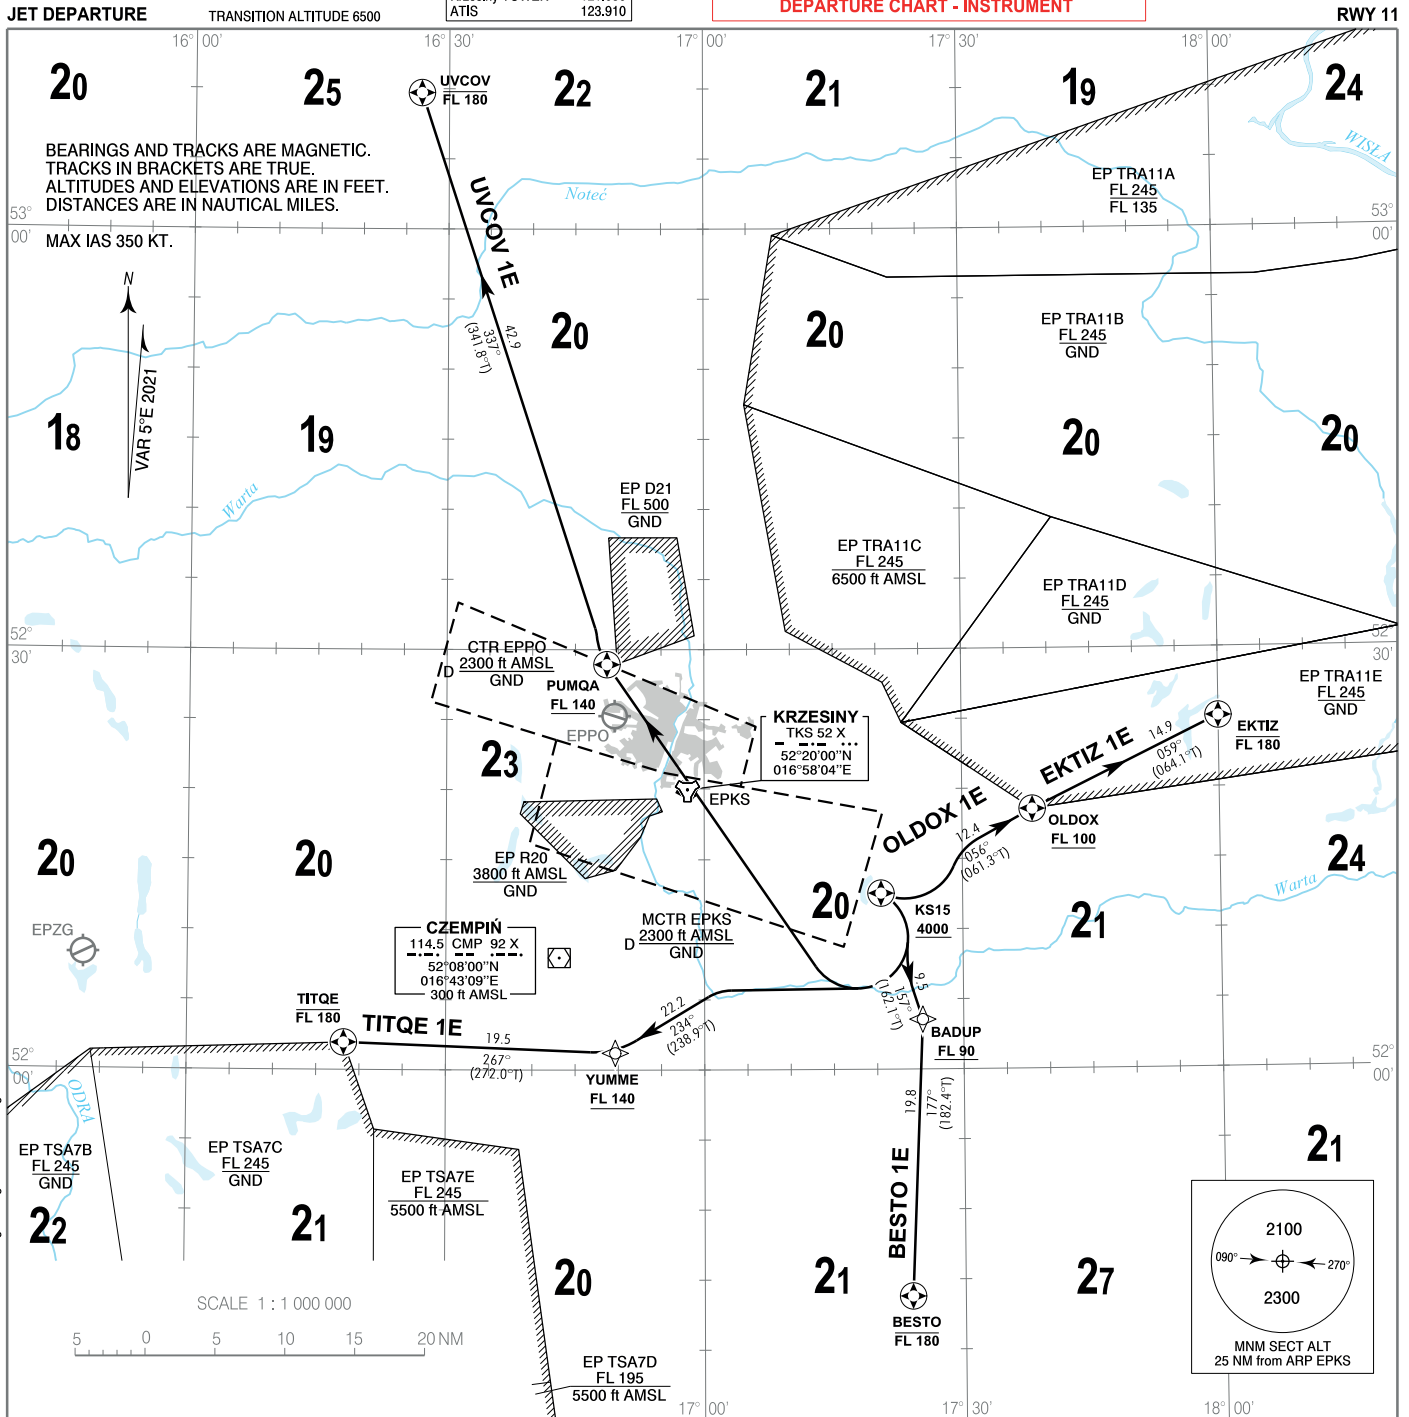 JET DEPARTURE
TRANSITION ALTITUDE 6500
ATIS 123.910
DEPARTURE CHART - INSTRUMENT
RWY 11
16° 00'
16° 30'
17° 00'
17° 30'
18° 00'
20
25
22
21
19
24
UVCOV
FL 180
BEARINGS AND TRACKS ARE MAGNETIC.
TRACKS IN BRACKETS ARE TRUE.
ALTITUDES AND ELEVATIONS ARE IN FEET.
DISTANCES ARE IN NAUTICAL MILES.
MAX IAS 350 KT.
WISŁA
Noteć
UVCOV 1E
EP TRA11A
FL 245
FL 135
53°
00'
53°
00'
N
VAR 5°E 2021
42.9
337°
(341.8°T)
20
20
EP TRA11B
FL 245
GND
18
19
20
20
Warta
EP D21
FL 500
GND
EP TRA11C
FL 245
6500 ft AMSL
EP TRA11D
FL 245
GND
52°
30'
52°
30'
CTR EPPO
2300 ft AMSL
GND
D
PUMQA
FL 140
EPPO
EP TRA11E
FL 245
GND
KRZESINY
TKS 52 X
52°20'00"N
016°58'04"E
EPKS
EKTIZ
FL 180
EKTIZ 1E
14.9
059°
(064.1°T)
23
OLDOX 1E
OLDOX
FL 100
12.4
056°
(061.3°T)
20
20
EP R20
3800 ft AMSL
GND
20
24
KS15
4000
Warta
21
EPZG
CZEMPIŃ
114.5 CMP 92 X
52°08'00"N
016°43'09"E
300 ft AMSL
MCTR EPKS
2300 ft AMSL
GND
D
9.5
157°
(162.1°T)
TITQE
FL 180
TITQE 1E
19.5
267°
(272.0°T)
22.2
234°
(238.9°T)
BADUP
FL 90
YUMME
FL 140
52°
00'
52°
00'
ODRA
19.8
177°
(182.4°T)
EP TSA7B
FL 245
GND
EP TSA7C
FL 245
GND
EP TSA7E
FL 245
5500 ft AMSL
BESTO 1E
21
22
21
20
21
27
2100
090°
270°
2300
MNM SECT ALT
25 NM from ARP EPKS
SCALE 1 : 1 000 000
5 0 5 10 15 20 NM
BESTO
FL 180
EP TSA7D
FL 195
5500 ft AMSL
17° 00'
17° 30'
18° 00'